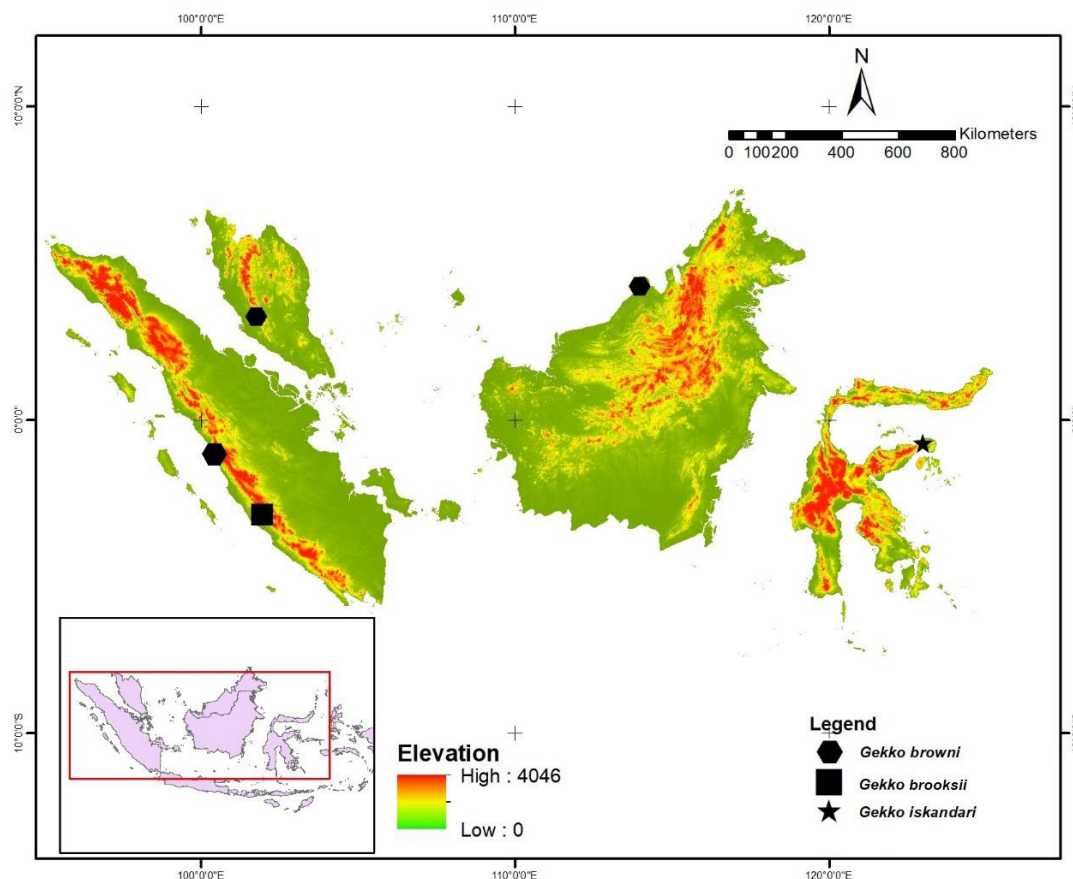 100°0'0"E 110°0'0"E 120°0'0"E
N
10°0'0"N
Kilometers
0 100 200 400 600 800
0°0'0"
10°0'0"S
Elevation
High : 4046
Low : 0
Legend
Gekko browni
Gekko brooksii
Gekko iskandari
100°0'0"E 110°0'0"E 120°0'0"E